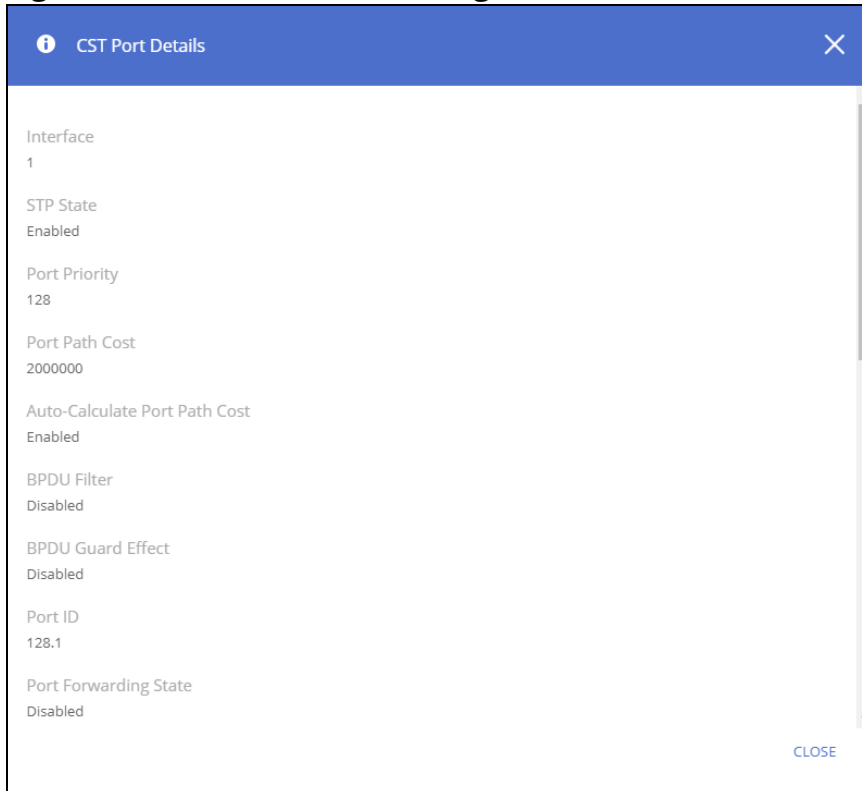 CST Port Details
Interface
1
STP State
Enabled
Port Priority
128
Port Path Cost
2000000
Auto-Calculate Port Path Cost
Enabled
BPDU Filter
Disabled
BPDU Guard Effect
Disabled
Port ID
128.1
Port Forwarding State
Disabled
CLOSE